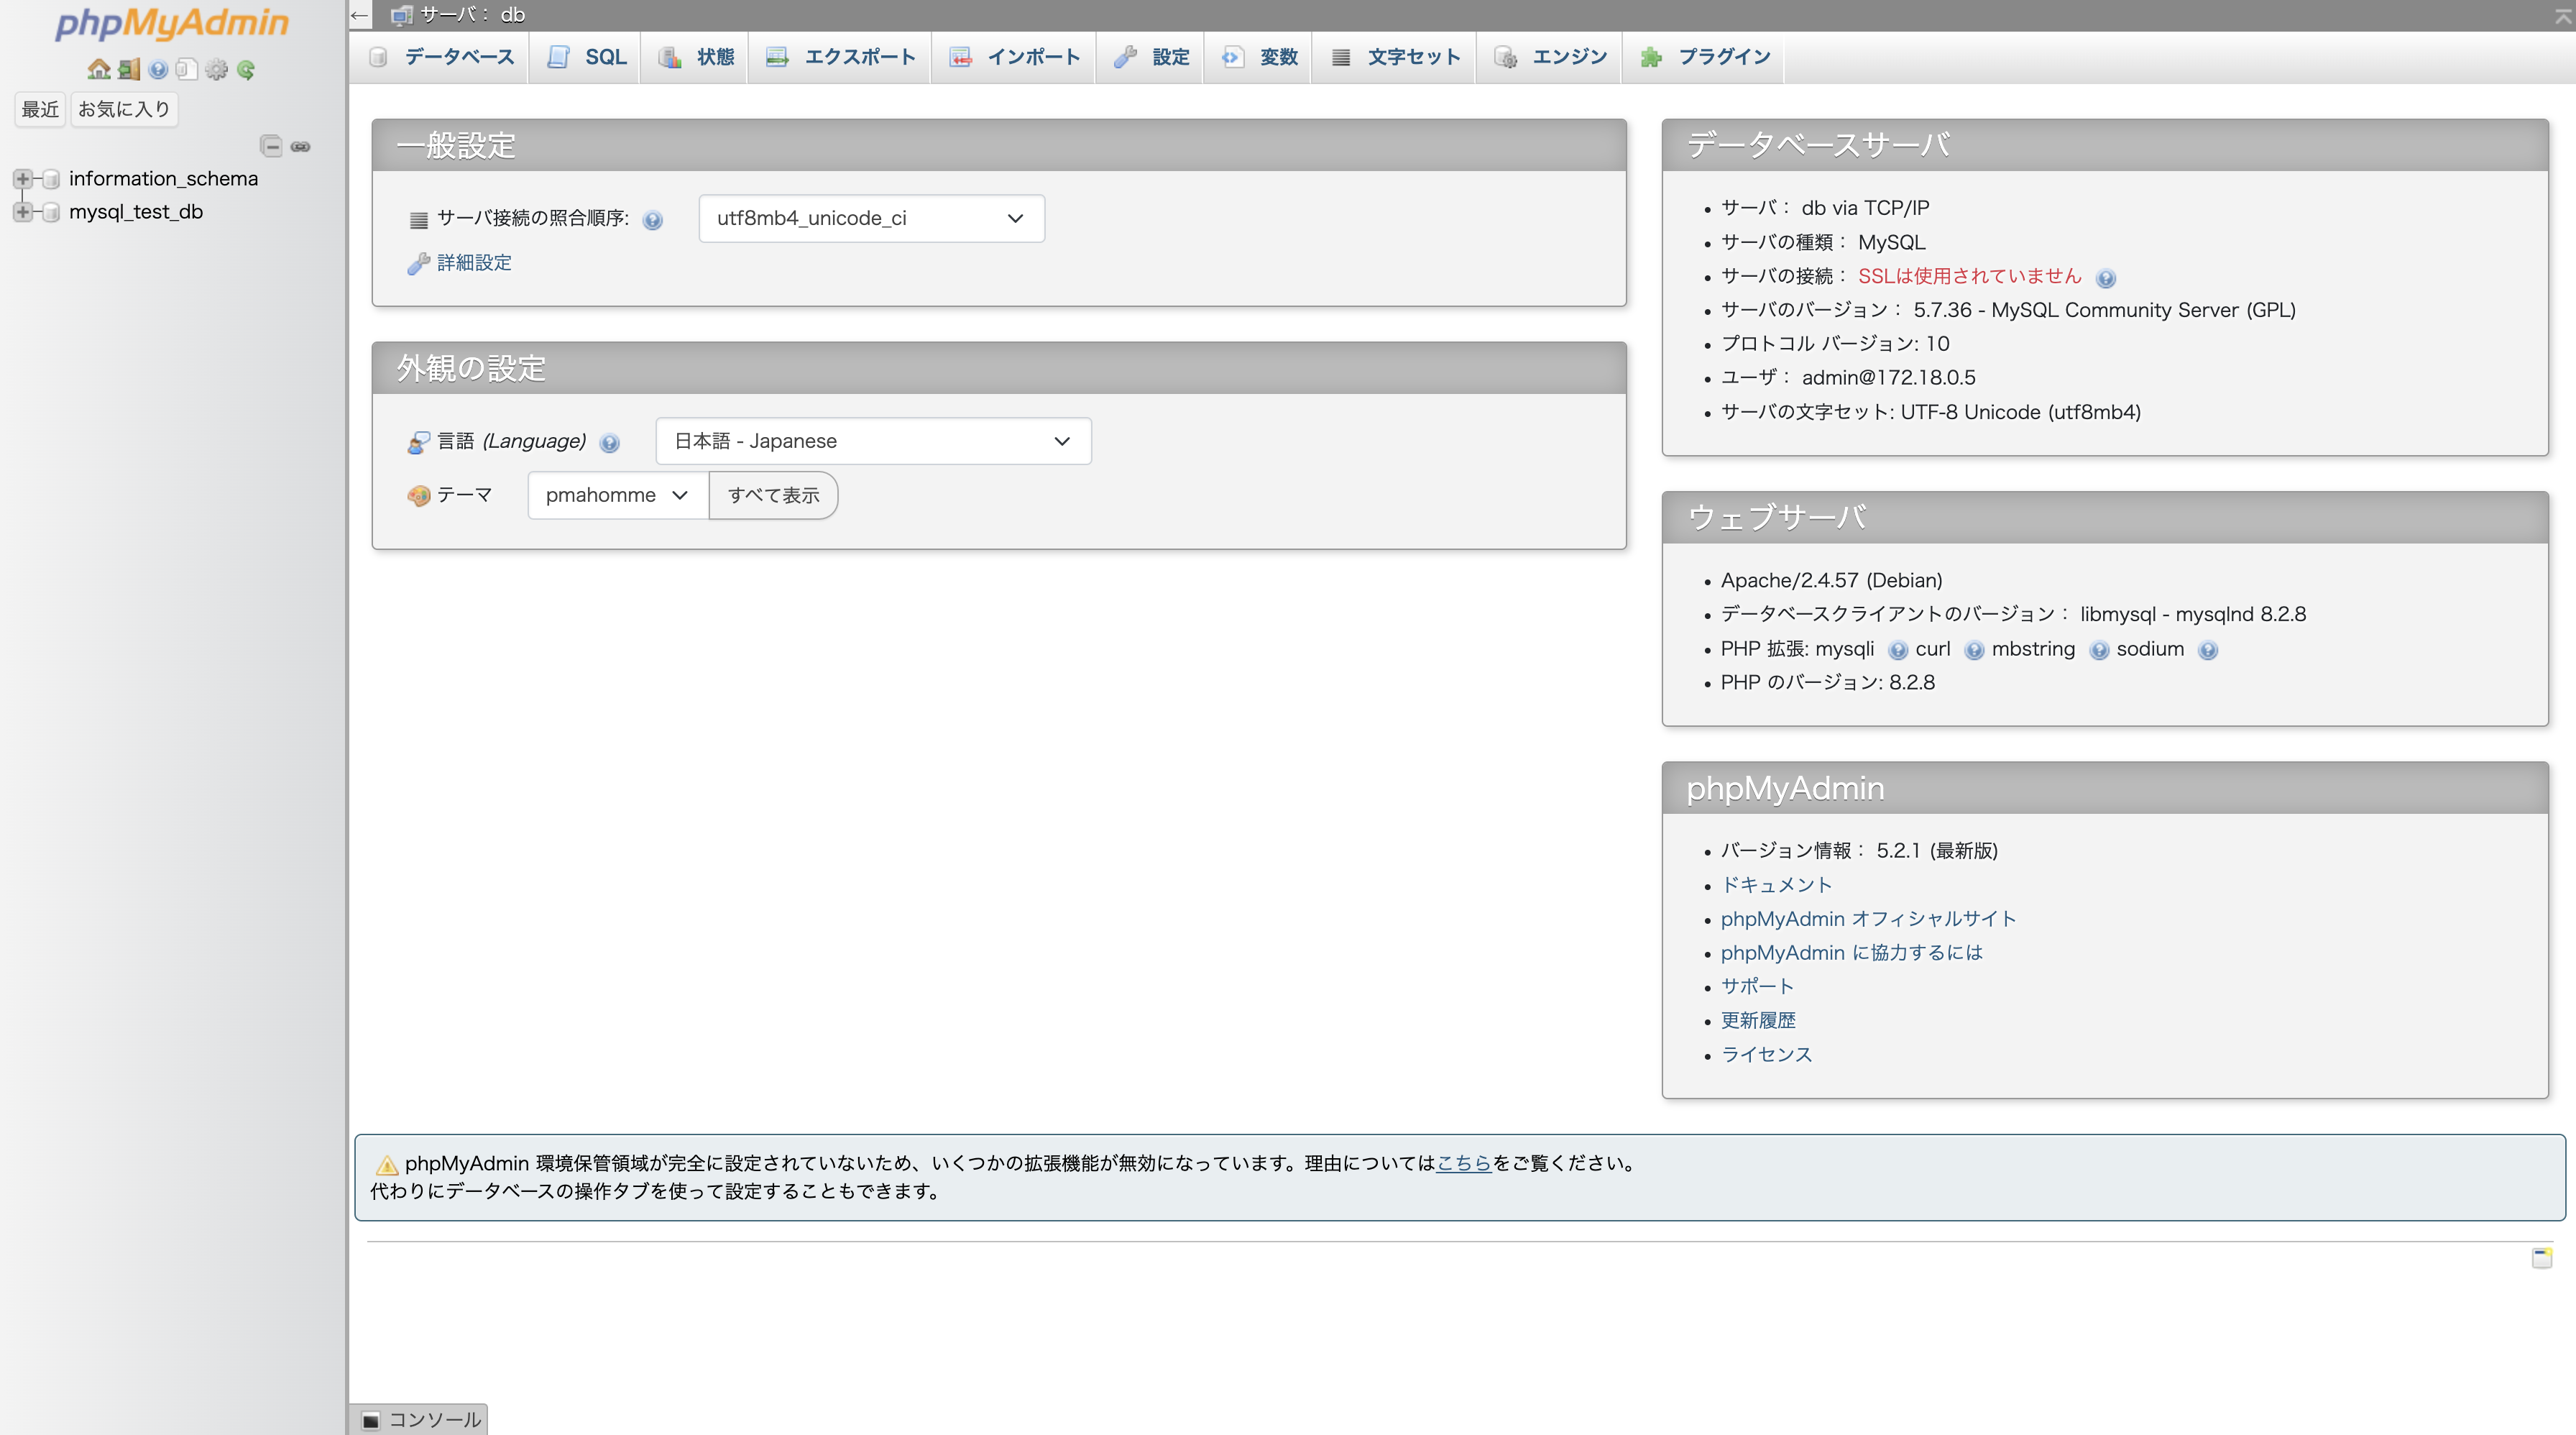 phpMyAdmin
最近 お気に入り
information_schema
mysql_test_db
サーバ： db
データベース SQL 状態 エクスポート インポート 設定 変数 文字セット エンジン プラグイン
一般設定
サーバ接続の照合順序: utf8mb4_unicode_ci
詳細設定
外観の設定
言語 (Language) 日本語 - Japanese
テーマ pmahomme すべて表示
データベースサーバ
サーバ： db via TCP/IP
サーバの種類： MySQL
サーバの接続： SSLは使用されていません
サーバのバージョン： 5.7.36 - MySQL Community Server (GPL)
プロトコル バージョン: 10
ユーザ： admin@172.18.0.5
サーバの文字セット: UTF-8 Unicode (utf8mb4)
ウェブサーバ
Apache/2.4.57 (Debian)
データベースクライアントのバージョン： libmysql - mysqlnd 8.2.8
PHP 拡張: mysqli curl mbstring sodium
PHP のバージョン: 8.2.8
phpMyAdmin
バージョン情報： 5.2.1 (最新版)
ドキュメント
phpMyAdmin オフィシャルサイト
phpMyAdmin に協力するには
サポート
更新履歴
ライセンス
phpMyAdmin 環境保管領域が完全に設定されていないため、いくつかの拡張機能が無効になっています。理由についてはこちらをご覧ください。
代わりにデータベースの操作タブを使って設定することもできます。
コンソール